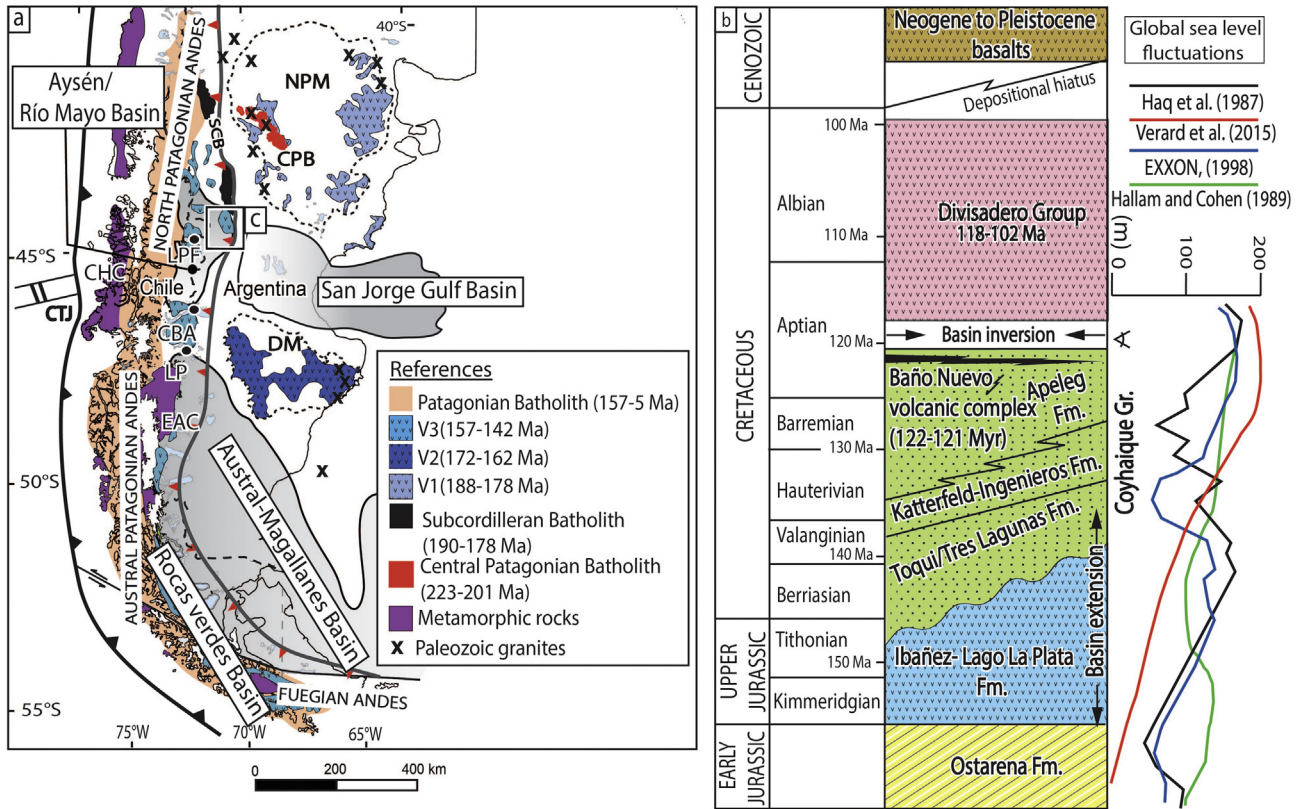 a
40°S
Aysén/
Río Mayo Basin
NORTH PATAGONIAN ANDES
SCB
NPM
CPB
C
45°S
LPF
CHC
Chile
Argentina
San Jorge Gulf Basin
CTJ
CBA
DM
LP
EAC
AUSTRAL PATAGONIAN ANDES
50°S
Austral-Magallanes Basin
Rocas Verdes Basin
FUEGIAN ANDES
55°S
75°W
70°W
65°W
0 200 400 km
References
Patagonian Batholith (157-5 Ma)
V3(157-142 Ma)
V2(172-162 Ma)
V1(188-178 Ma)
Subcordilleran Batholith
(190-178 Ma)
Central Patagonian Batholith
(223-201 Ma)
Metamorphic rocks
x Paleozoic granites
b
CENOZOIC
CRETACEOUS
UPPER
JURASSIC
EARLY
JURASSIC
100 Ma
Albian
110 Ma
Aptian
120 Ma
Barremian
130 Ma
Hauterivian
Valanginian
140 Ma
Berriasian
Tithonian
150 Ma
Kimmeridgian
Neogene to Pleistocene
basalts
Depositional hiatus
Divisadero Group
118-102 Ma
Basin inversion
Baño Nuevo
volcanic complex
(122-121 Myr)
Apeleg
Fm.
Katterfeld-Ingenieros Fm.
Toqui/Tres Lagunas Fm.
Ibañez- Lago La Plata
Fm.
Basin extension
Ostarena Fm.
Coyhaique Gr.
Global sea level
fluctuations
Haq et al. (1987)
Verard et al. (2015)
EXXON, (1998)
Hallam and Cohen (1989)
(m) 0
100
200